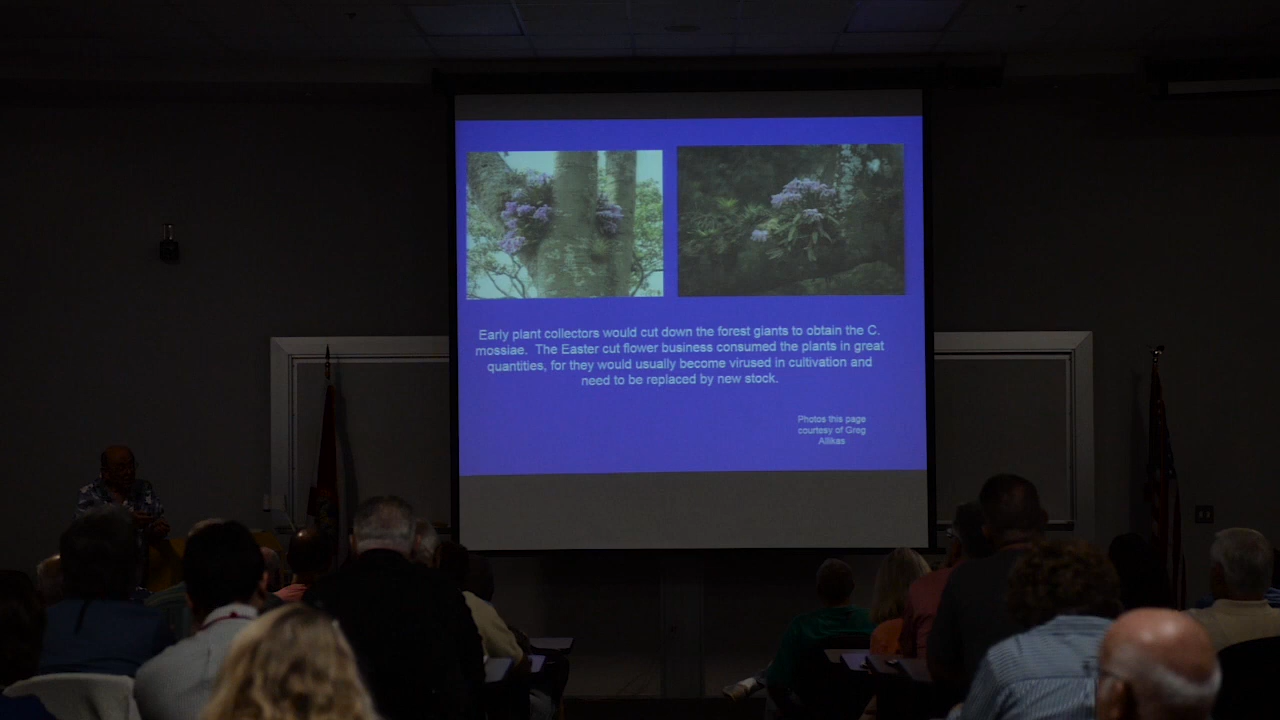 Early plant collectors would cut down the forest giants to obtain the C.
mossiae. The Easter cut flower business consumed the plants in great
quantities, for they would usually become virused in cultivation and
need to be replaced by new stock.
Photos this page
courtesy of Greg
Allikas